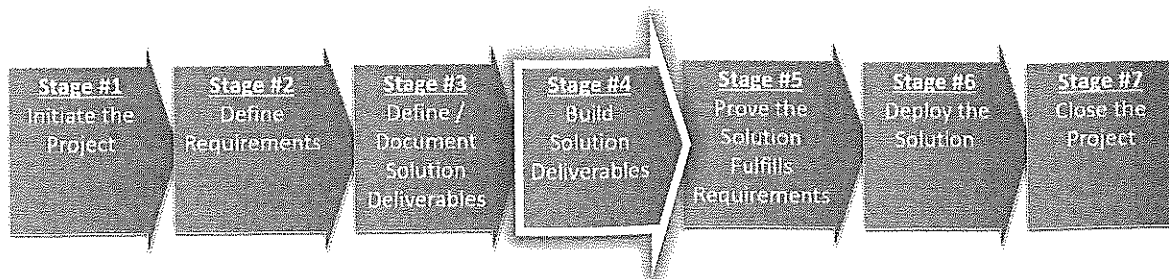 Stage #1
Initiate the
Project
Stage #2
Define
Requirements
Stage #3
Define /
Document
Solution
Deliverables
Stage #4
Build
Solution
Deliverables
Stage #5
Prove the
Solution
Fulfills
Requirements
Stage #6
Deploy the
Solution
Stage #7
Close the
Project